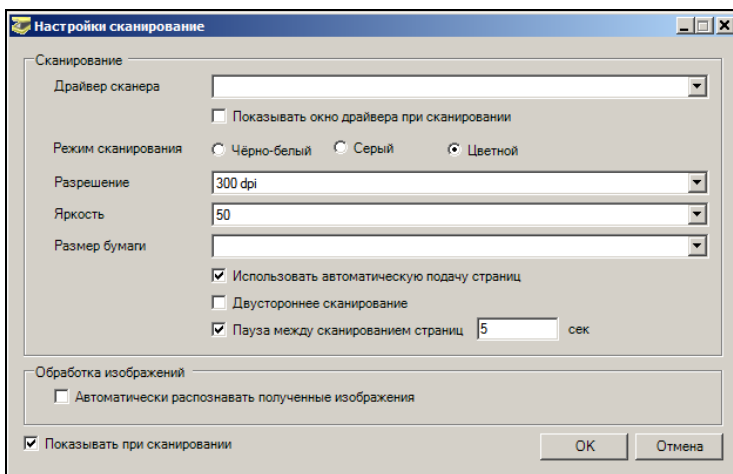 Настройки сканирование
Сканирование
Драйвер сканера
Показывать окно драйвера при сканировании
Режим сканирования Чёрно-белый Серый Цветной
Разрешение 300 dpi
Яркость 50
Размер бумаги
Использовать автоматическую подачу страниц
Двустороннее сканирование
Пауза между сканированием страниц 5 сек
Обработка изображений
Автоматически распознавать полученные изображения
Показывать при сканировании OK Отмена